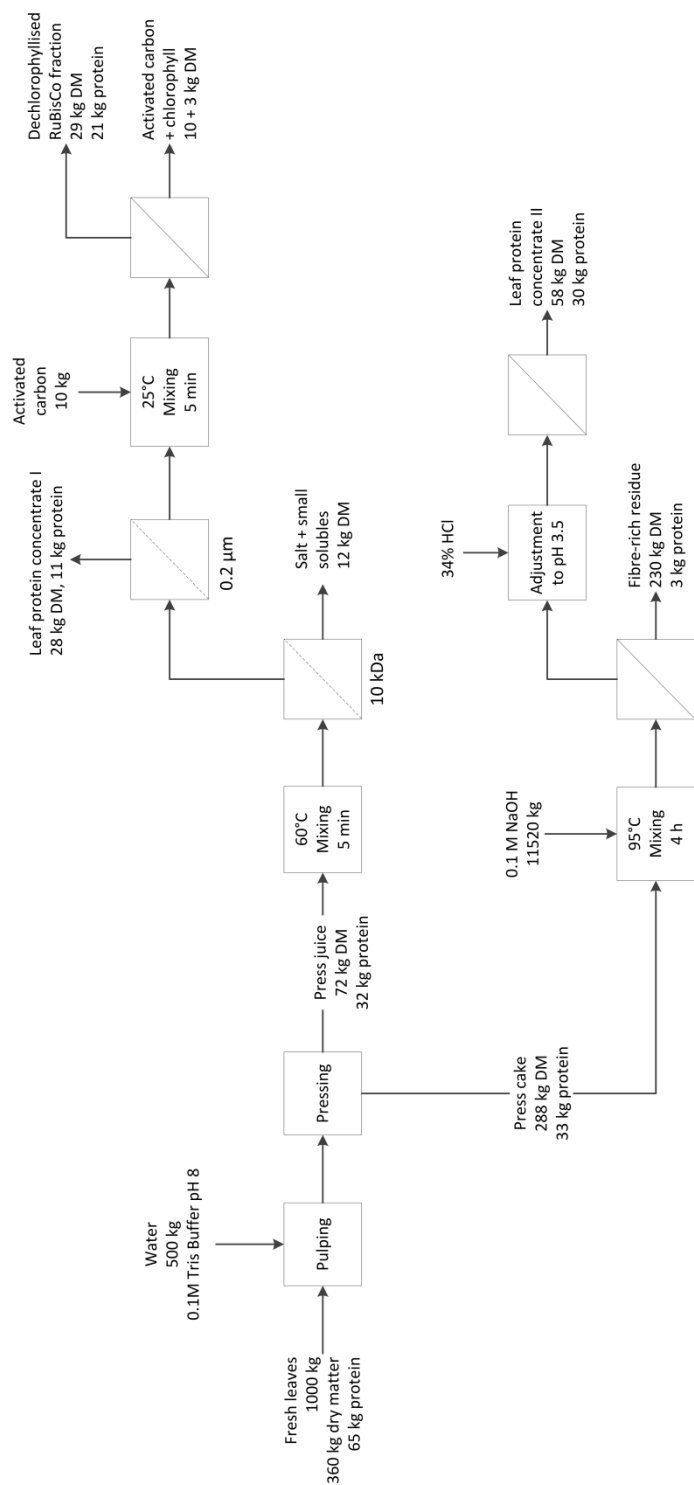 Fresh leaves
1000 kg
360 kg dry matter
65 kg protein
Water
500 kg
0.1M Tris Buffer pH 8
Pulping
Pressing
Press juice
72 kg DM
32 kg protein
60°C
Mixing
5 min
10 kDa
Salt + small
solubles
12 kg DM
0.2 µm
Leaf protein concentrate I
28 kg DM, 11 kg protein
Activated
carbon
10 kg
25°C
Mixing
5 min
Dechlorophyllised
RuBisCo fraction
29 kg DM
21 kg protein
Activated carbon
+ chlorophyll
10 + 3 kg DM
Press cake
288 kg DM
33 kg protein
0.1 M NaOH
11520 kg
95°C
Mixing
4 h
Fibre-rich residue
230 kg DM
3 kg protein
34% HCl
Adjustment
to pH 3.5
Leaf protein
concentrate II
58 kg DM
30 kg protein